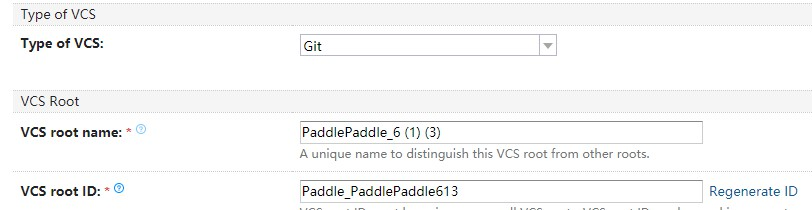 Type of VCS
Type of VCS: Git
VCS Root
VCS root name: * PaddlePaddle_6 (1) (3)
A unique name to distinguish this VCS root from other roots.
VCS root ID: * Paddle_PaddlePaddle613 Regenerate ID